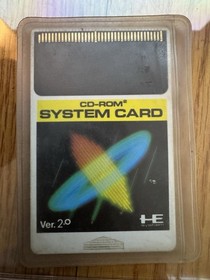 CD-ROM²
SYSTEM CARD
Ver. 2.0
HE